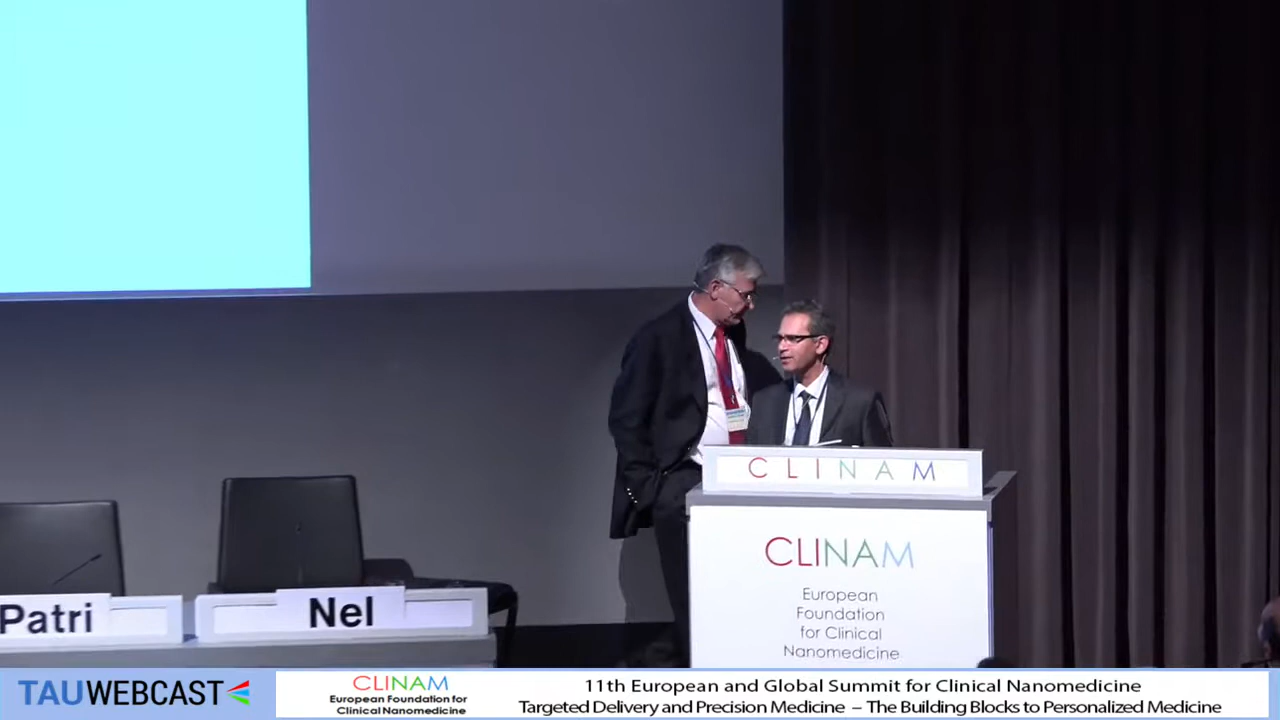 CLINAM
CLINAM
European
Foundation
for Clinical
Nanomedicine
Patri
Nel
TAUWEBCAST
CLINAM
European Foundation for
Clinical Nanomedicine
11th European and Global Summit for Clinical Nanomedicine
Targeted Delivery and Precision Medicine – The Building Blocks to Personalized Medicine